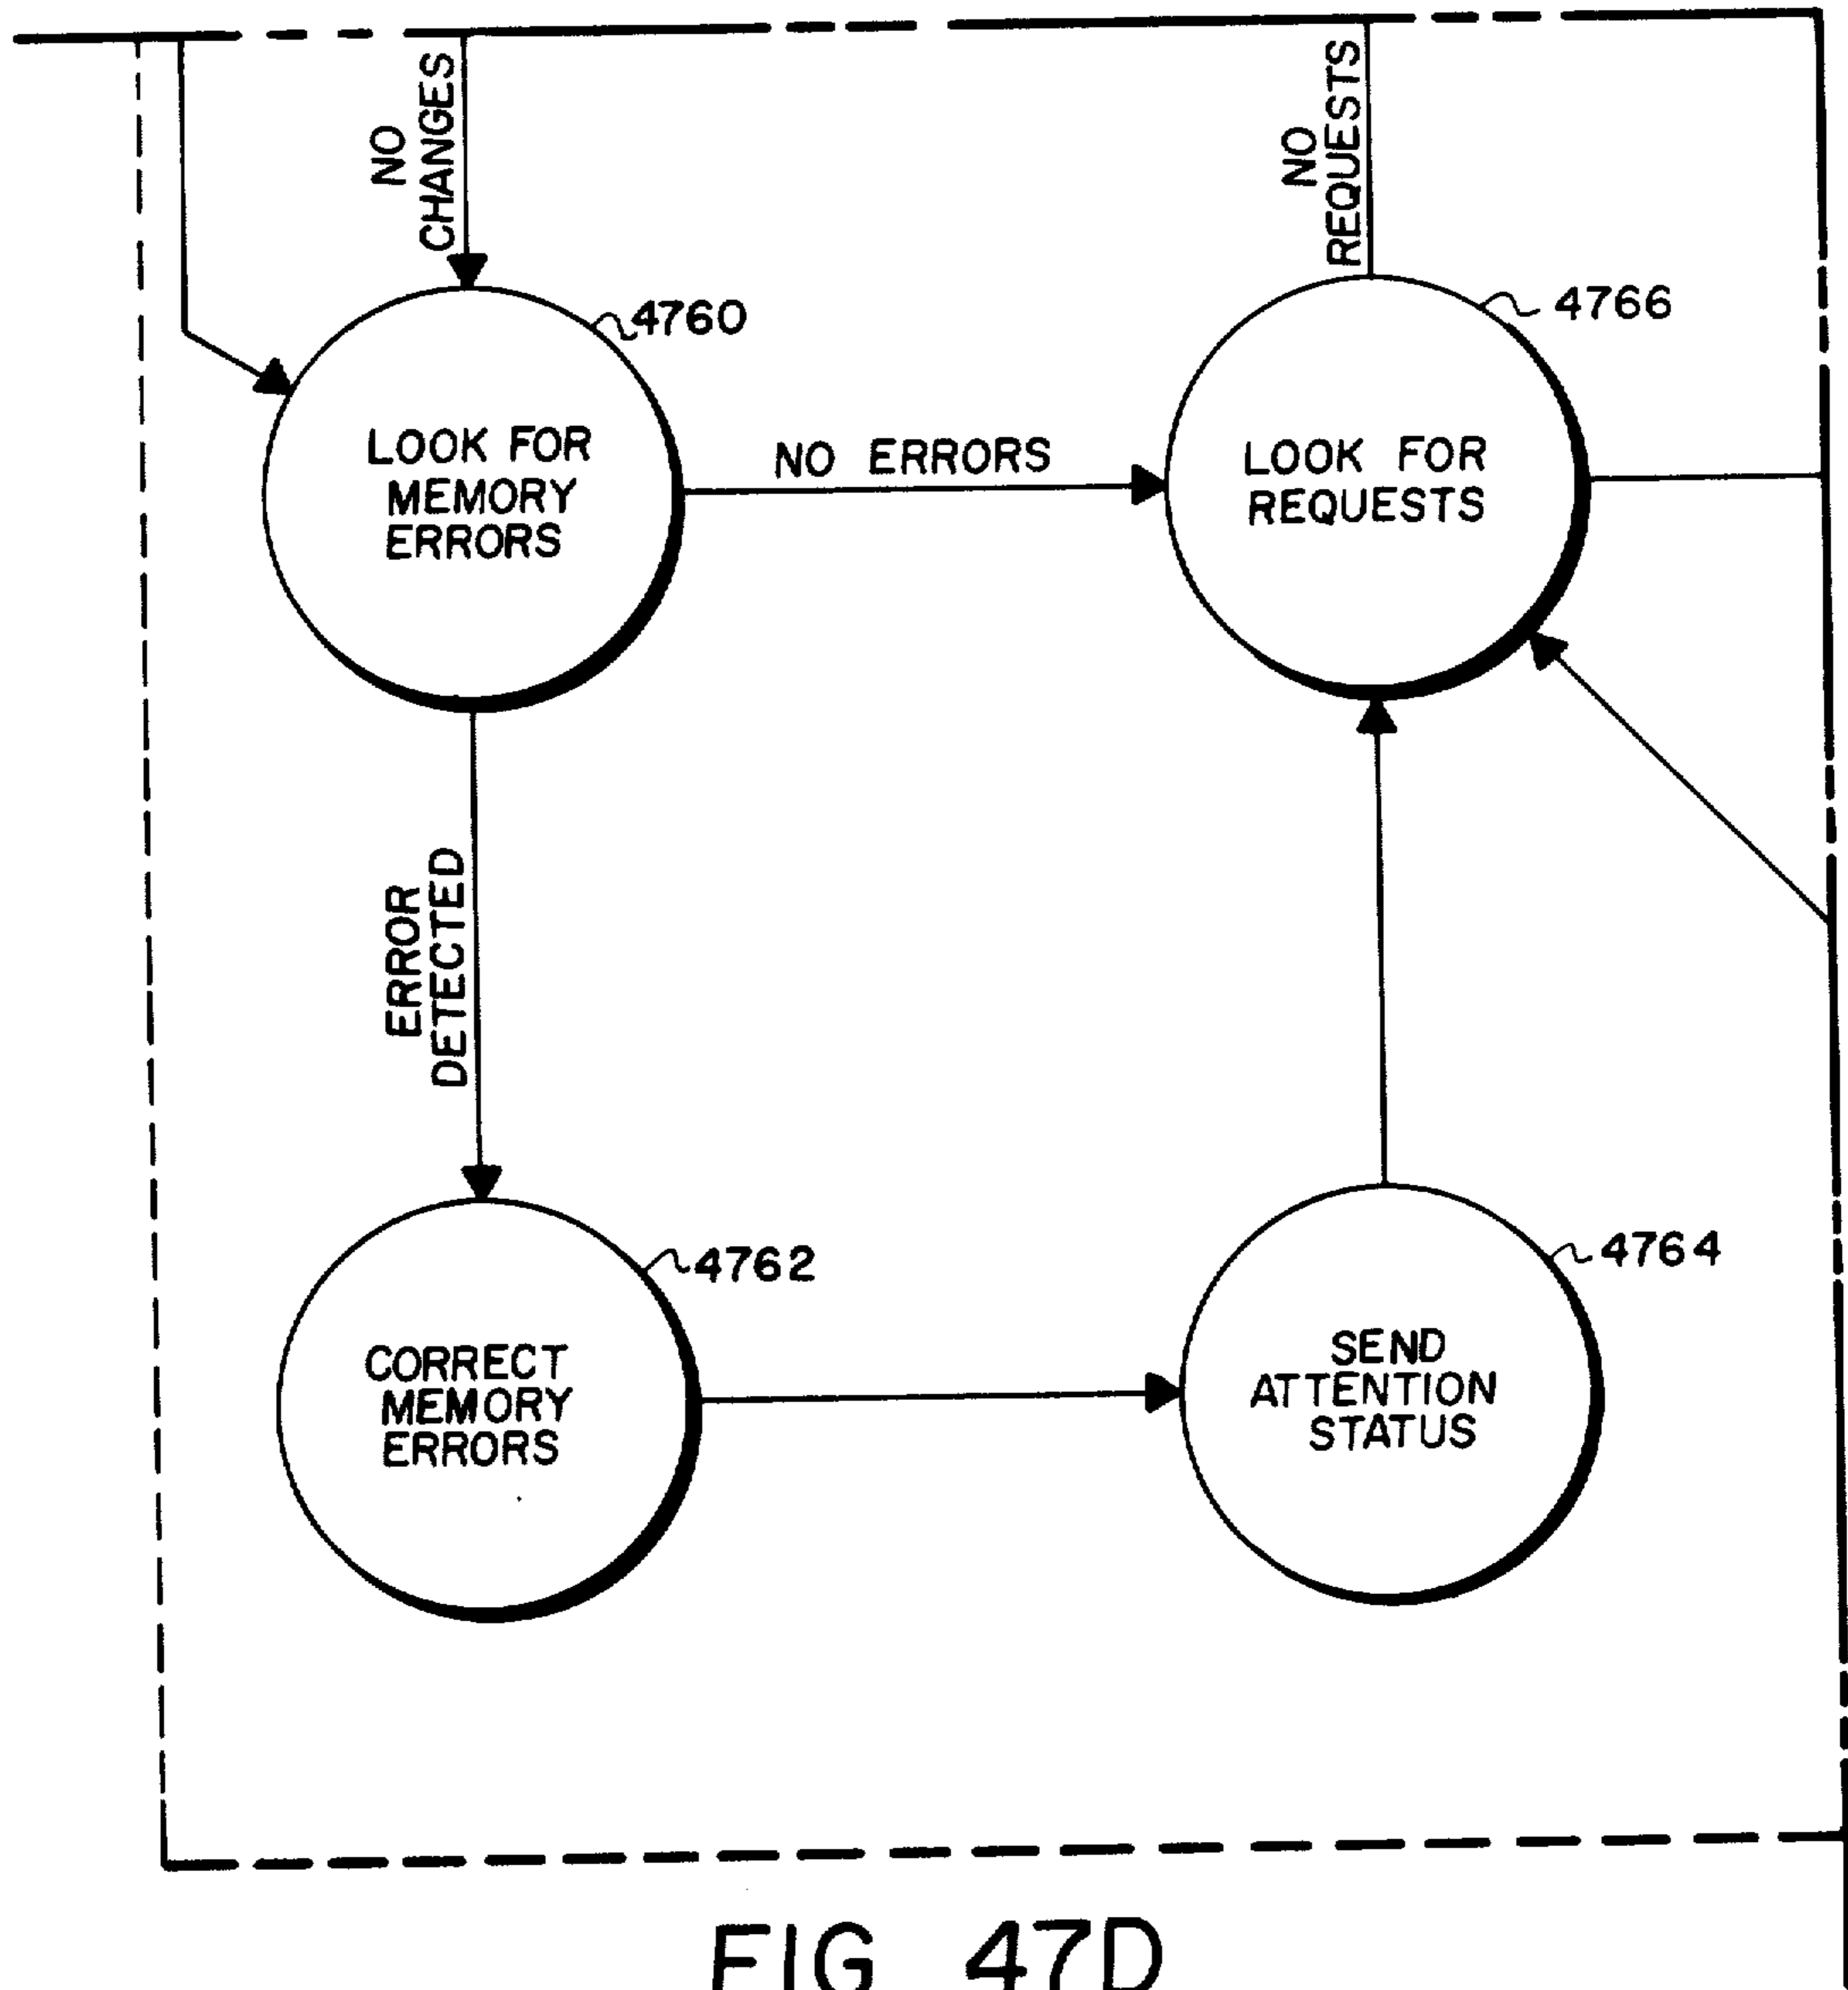 NO
CHANGES
NO
REQUESTS
4760
4766
LOOK FOR
MEMORY
ERRORS
NO ERRORS
LOOK FOR
REQUESTS
ERROR
DETECTED
4762
4764
CORRECT
MEMORY
ERRORS
SEND
ATTENTION
STATUS
FIG 47D